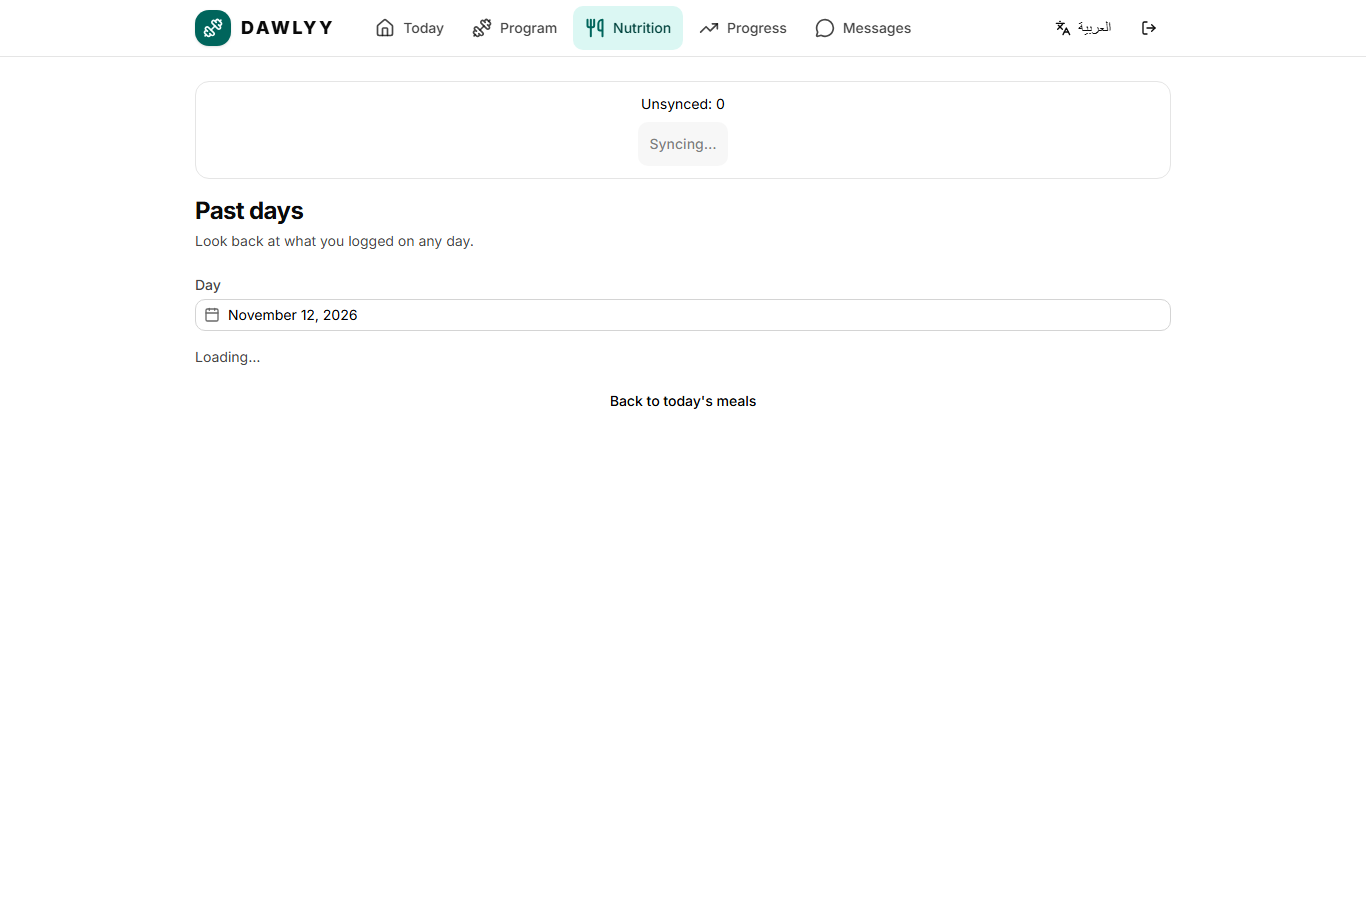 DAWLYY
Today
Program
Nutrition
Progress
Messages
العربية
Unsynced: 0
Syncing...
Past days
Look back at what you logged on any day.
Day
November 12, 2026
Loading...
Back to today's meals